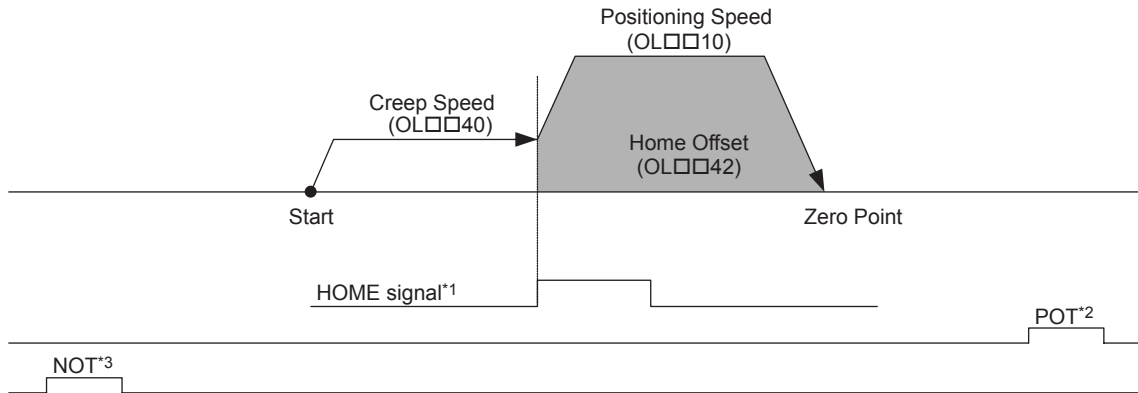 Positioning Speed
(OL□□10)
Creep Speed
(OL□□40)
Home Offset
(OL□□42)
Start
Zero Point
HOME signal*1
POT*2
NOT*3